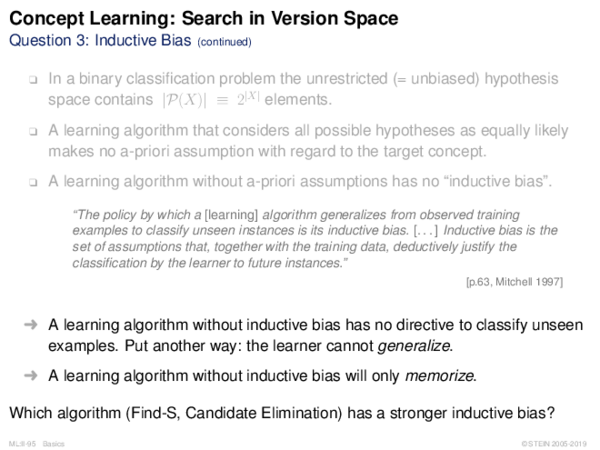 Concept Learning: Search in Version Space
Question 3: Inductive Bias (continued)
❑ In a binary classification problem the unrestricted (= unbiased) hypothesis
space contains |P(X)| ≡ 2^|X| elements.
❑ A learning algorithm that considers all possible hypotheses as equally likely
makes no a-priori assumption with regard to the target concept.
❑ A learning algorithm without a-priori assumptions has no “inductive bias”.
“The policy by which a [learning] algorithm generalizes from observed training
examples to classify unseen instances is its inductive bias. [...] Inductive bias is the
set of assumptions that, together with the training data, deductively justify the
classification by the learner to future instances.”
[p.63, Mitchell 1997]
➜ A learning algorithm without inductive bias has no directive to classify unseen
examples. Put another way: the learner cannot generalize.
➜ A learning algorithm without inductive bias will only memorize.
Which algorithm (Find-S, Candidate Elimination) has a stronger inductive bias?
ML:II-95 Basics
© STEIN 2005-2019